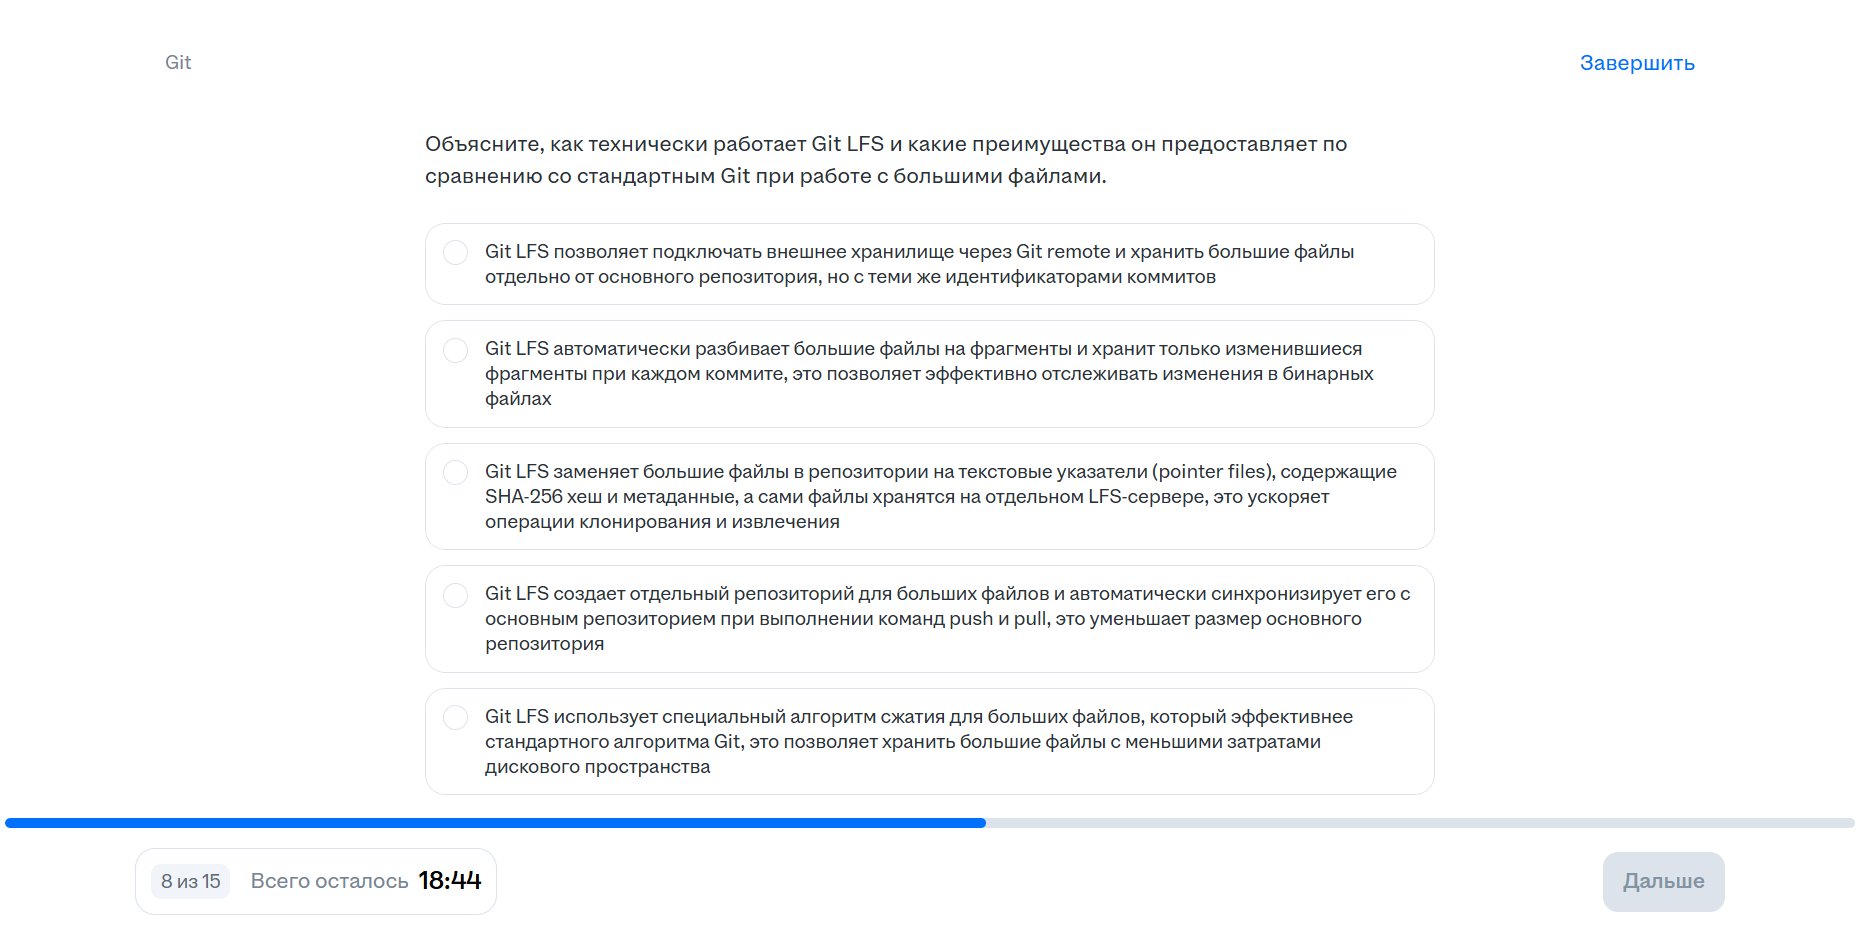 Git
Завершить
Объясните, как технически работает Git LFS и какие преимущества он предоставляет по
сравнению со стандартным Git при работе с большими файлами.
Git LFS позволяет подключать внешнее хранилище через Git remote и хранить большие файлы
отдельно от основного репозитория, но с теми же идентификаторами коммитов
Git LFS автоматически разбивает большие файлы на фрагменты и хранит только изменившиеся
фрагменты при каждом коммите, это позволяет эффективно отслеживать изменения в бинарных
файлах
Git LFS заменяет большие файлы в репозитории на текстовые указатели (pointer files), содержащие
SHA-256 хеш и метаданные, а сами файлы хранятся на отдельном LFS-сервере, это ускоряет
операции клонирования и извлечения
Git LFS создает отдельный репозиторий для больших файлов и автоматически синхронизирует его с
основным репозиторием при выполнении команд push и pull, это уменьшает размер основного
репозитория
Git LFS использует специальный алгоритм сжатия для больших файлов, который эффективнее
стандартного алгоритма Git, это позволяет хранить большие файлы с меньшими затратами
дискового пространства
8 из 15
Всего осталось 18:44
Дальше